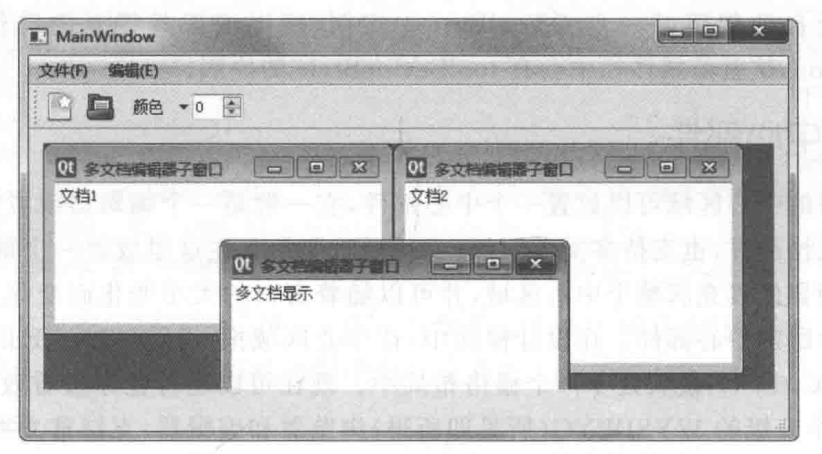 MainWindow
文件(F) 编辑(E)
颜色 0
Qt 多文档编辑器子窗口
文档1
Qt 多文档编辑器子窗口
文档2
Qt 多文档编辑器子窗口
多文档显示